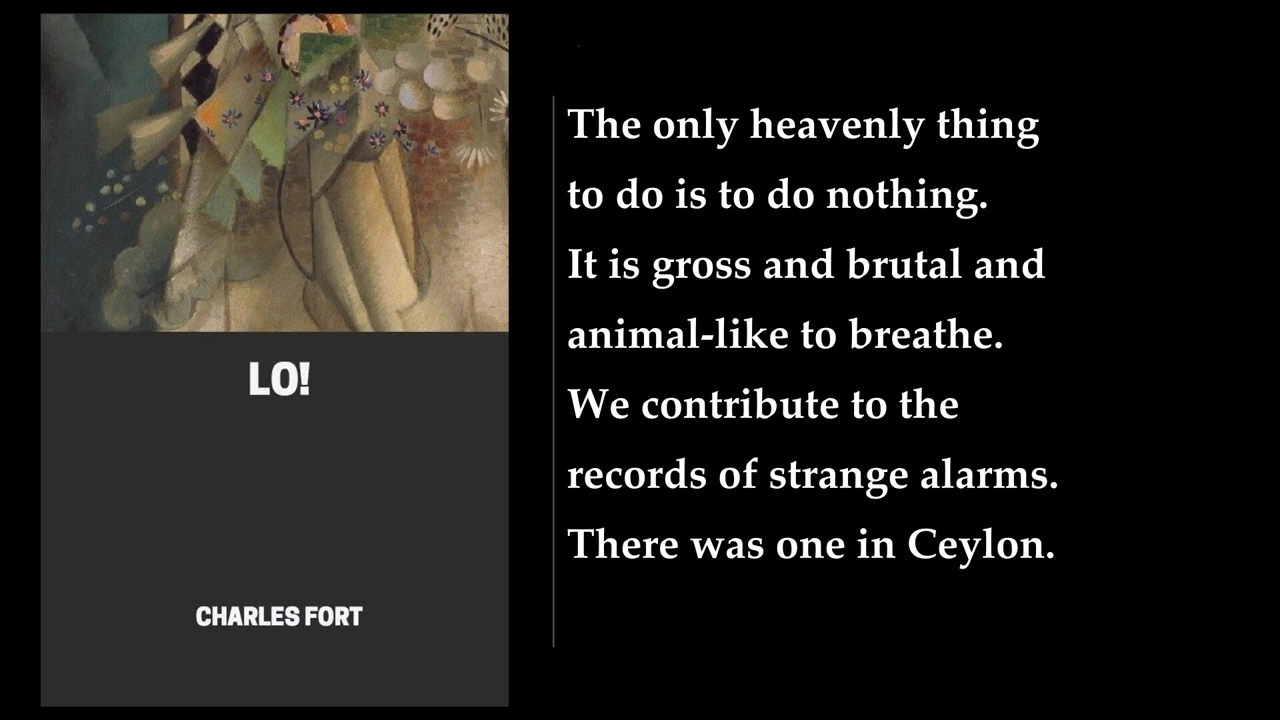 LO!
CHARLES FORT
The only heavenly thing
to do is to do nothing.
It is gross and brutal and
animal-like to breathe.
We contribute to the
records of strange alarms.
There was one in Ceylon.